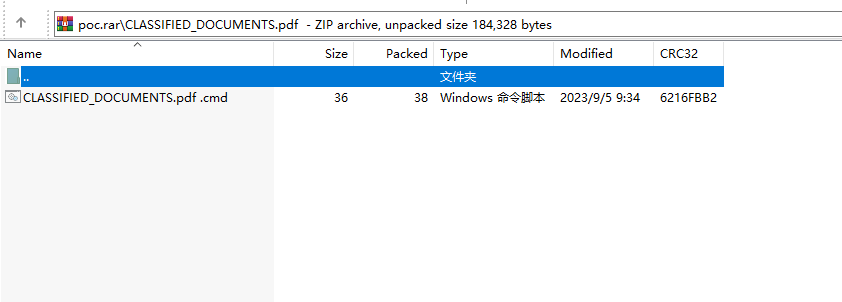 poc.rar\CLASSIFIED_DOCUMENTS.pdf - ZIP archive, unpacked size 184,328 bytes
Name Size Packed Type Modified CRC32
.. 文件夹
CLASSIFIED_DOCUMENTS.pdf .cmd 36 38 Windows 命令脚本 2023/9/5 9:34 6216FBB2